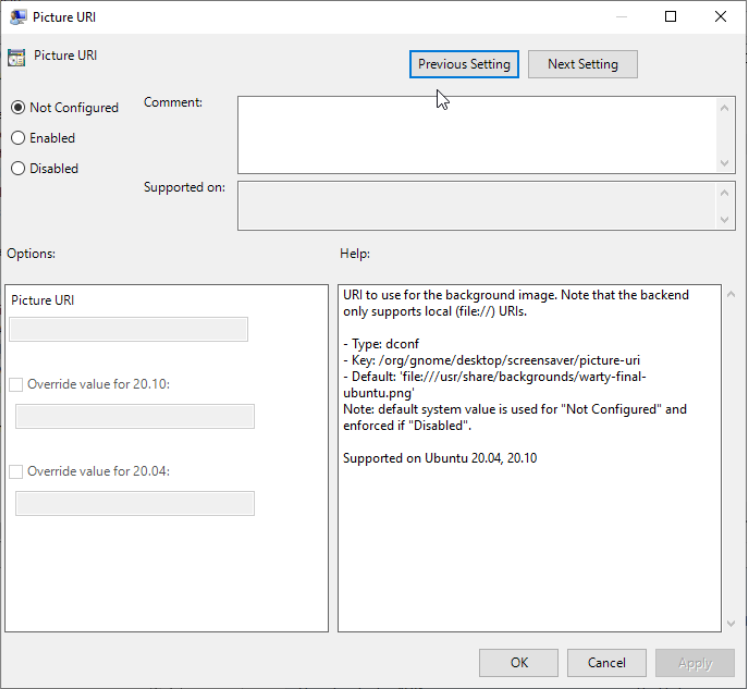 Picture URI
Picture URI
Previous Setting
Next Setting
Not Configured
Comment:
Enabled
Disabled
Supported on:
Options:
Help:
Picture URI
Override value for 20.10:
Override value for 20.04:
URI to use for the background image. Note that the backend
only supports local (file://) URIs.
- Type: dconf
- Key: /org/gnome/desktop/screensaver/picture-uri
- Default: 'file:///usr/share/backgrounds/warty-final-
ubuntu.png'
Note: default system value is used for "Not Configured" and
enforced if "Disabled".
Supported on Ubuntu 20.04, 20.10
OK
Cancel
Apply